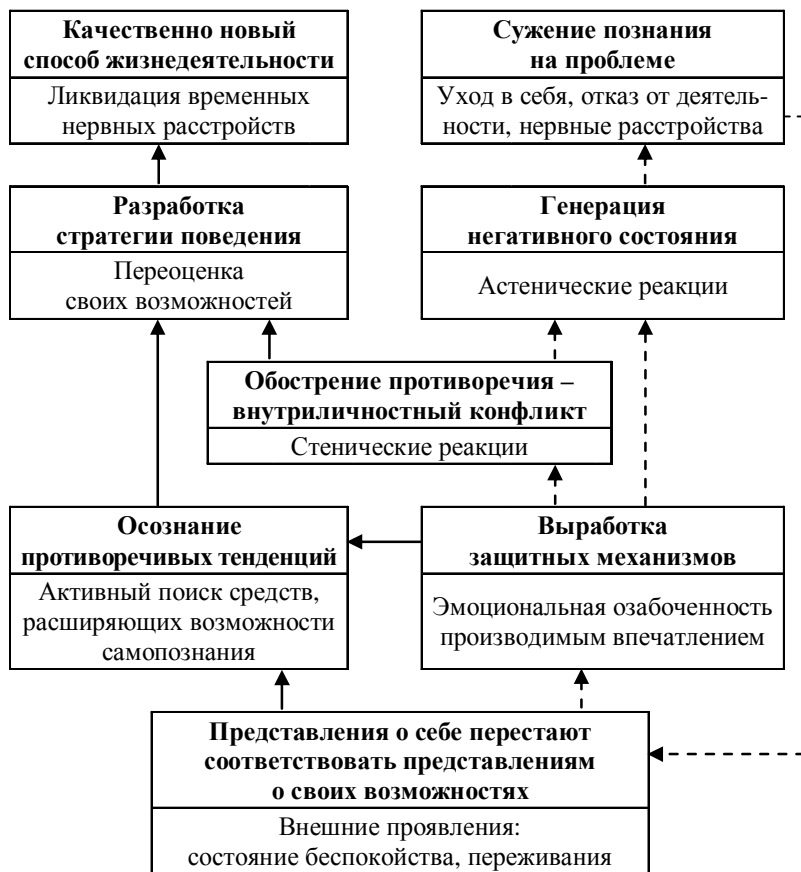 Качественно новый
способ жизнедеятельности
Ликвидация временных
нервных расстройств
Сужение познания
на проблеме
Уход в себя, отказ от деятель-
ности, нервные расстройства
Разработка
стратегии поведения
Переоценка
своих возможностей
Генерация
негативного состояния
Астенические реакции
Обострение противоречия –
внутриличностный конфликт
Стенические реакции
Осознание
противоречивых тенденций
Активный поиск средств,
расширяющих возможности
самопознания
Выработка
защитных механизмов
Эмоциональная озабоченность
производимым впечатлением
Представления о себе перестают
соответствовать представлениям
о своих возможностях
Внешние проявления:
состояние беспокойства, переживания